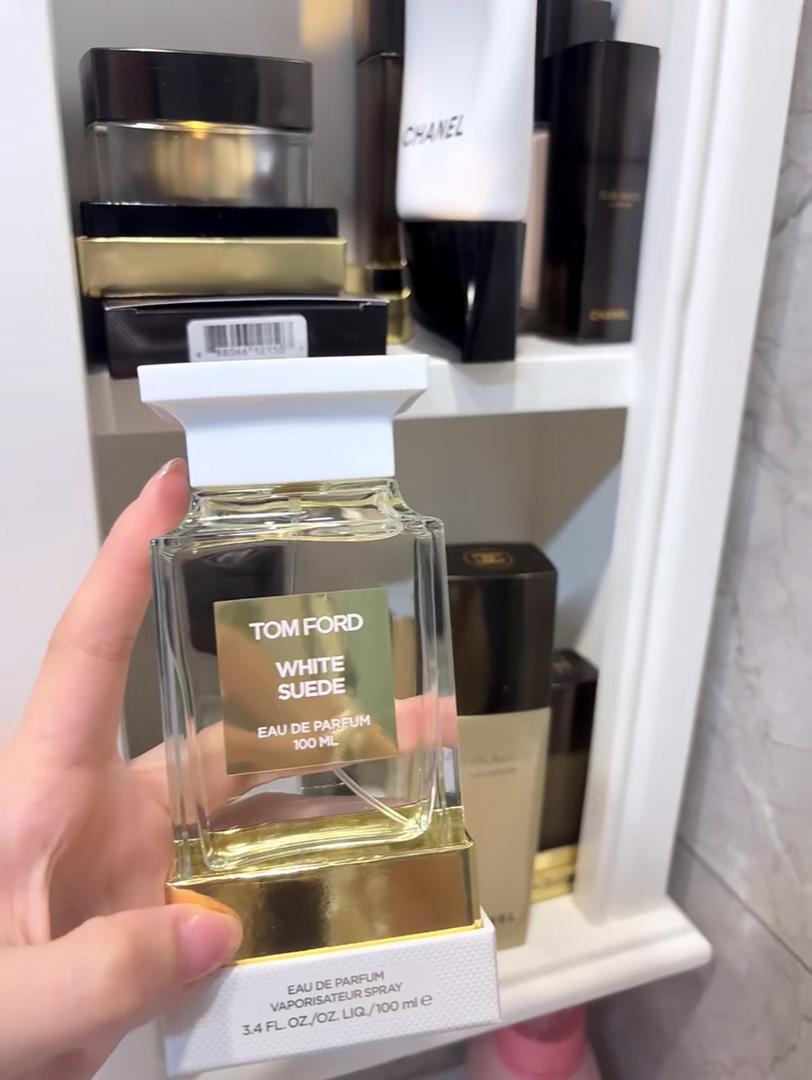 CHANEL
CHANEL
TOM FORD
WHITE
SUEDE
EAU DE PARFUM
100 ML
EAU DE PARFUM
VAPORISATEUR SPRAY
3.4 FL. OZ./OZ. LIQ./100 ml e